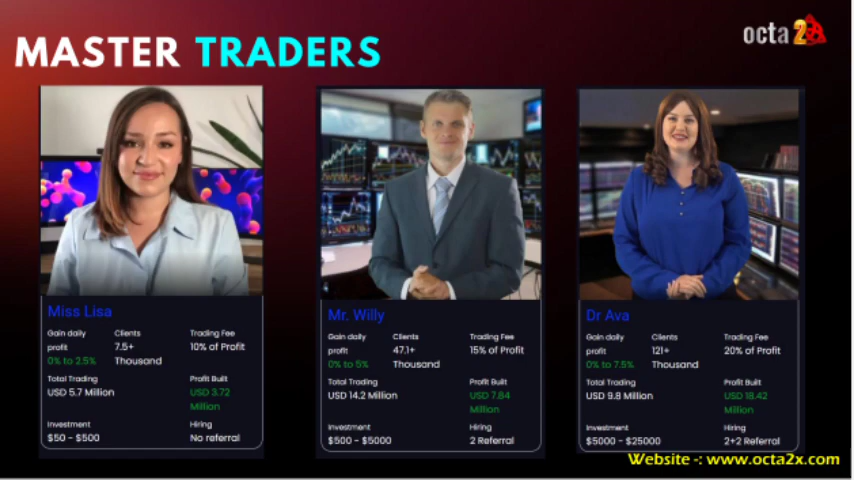 MASTER TRADERS
octa 2x
Miss Lisa
Gain daily profit
0% to 2.5%
Clients
7.5+ Thousand
Trading Fee
10% of Profit
Total Trading
USD 5.7 Million
Profit Built
USD 3.72 Million
Investment
$50 - $500
Hiring
No referral
Mr. Willy
Gain daily profit
0% to 5%
Clients
47.1+ Thousand
Trading Fee
15% of Profit
Total Trading
USD 14.2 Million
Profit Built
USD 7.84 Million
Investment
$500 - $5000
Hiring
2 Referral
Dr Ava
Gain daily profit
0% to 7.5%
Clients
121+ Thousand
Trading Fee
20% of Profit
Total Trading
USD 9.8 Million
Profit Built
USD 18.42 Million
Investment
$5000 - $25000
Hiring
2+2 Referral
Website -: www.octa2x.com